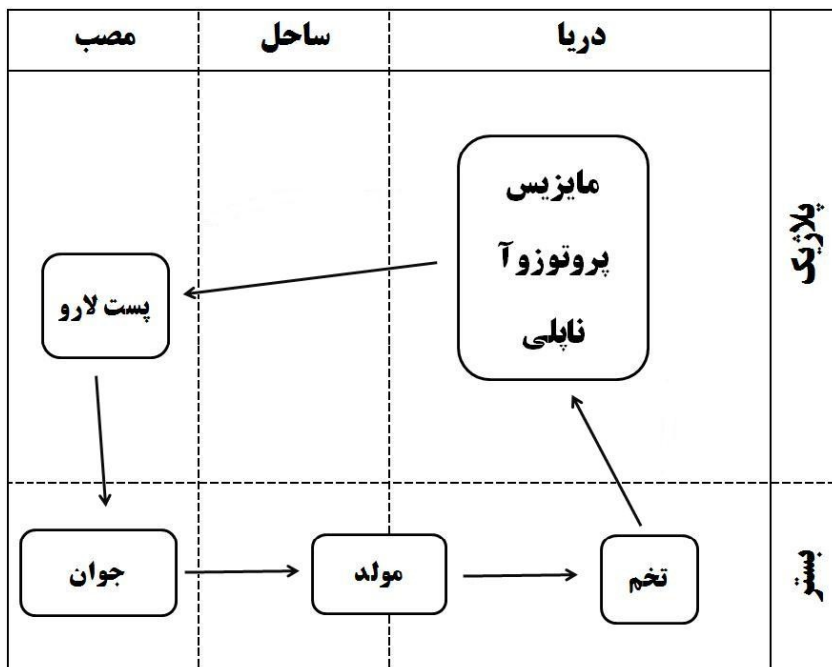 دریا
ساحل
مصب
پلاژیک
مایزیس
پروتوزوآ
ناپلی
پست لارو
بستر
تخم
مولد
جوان